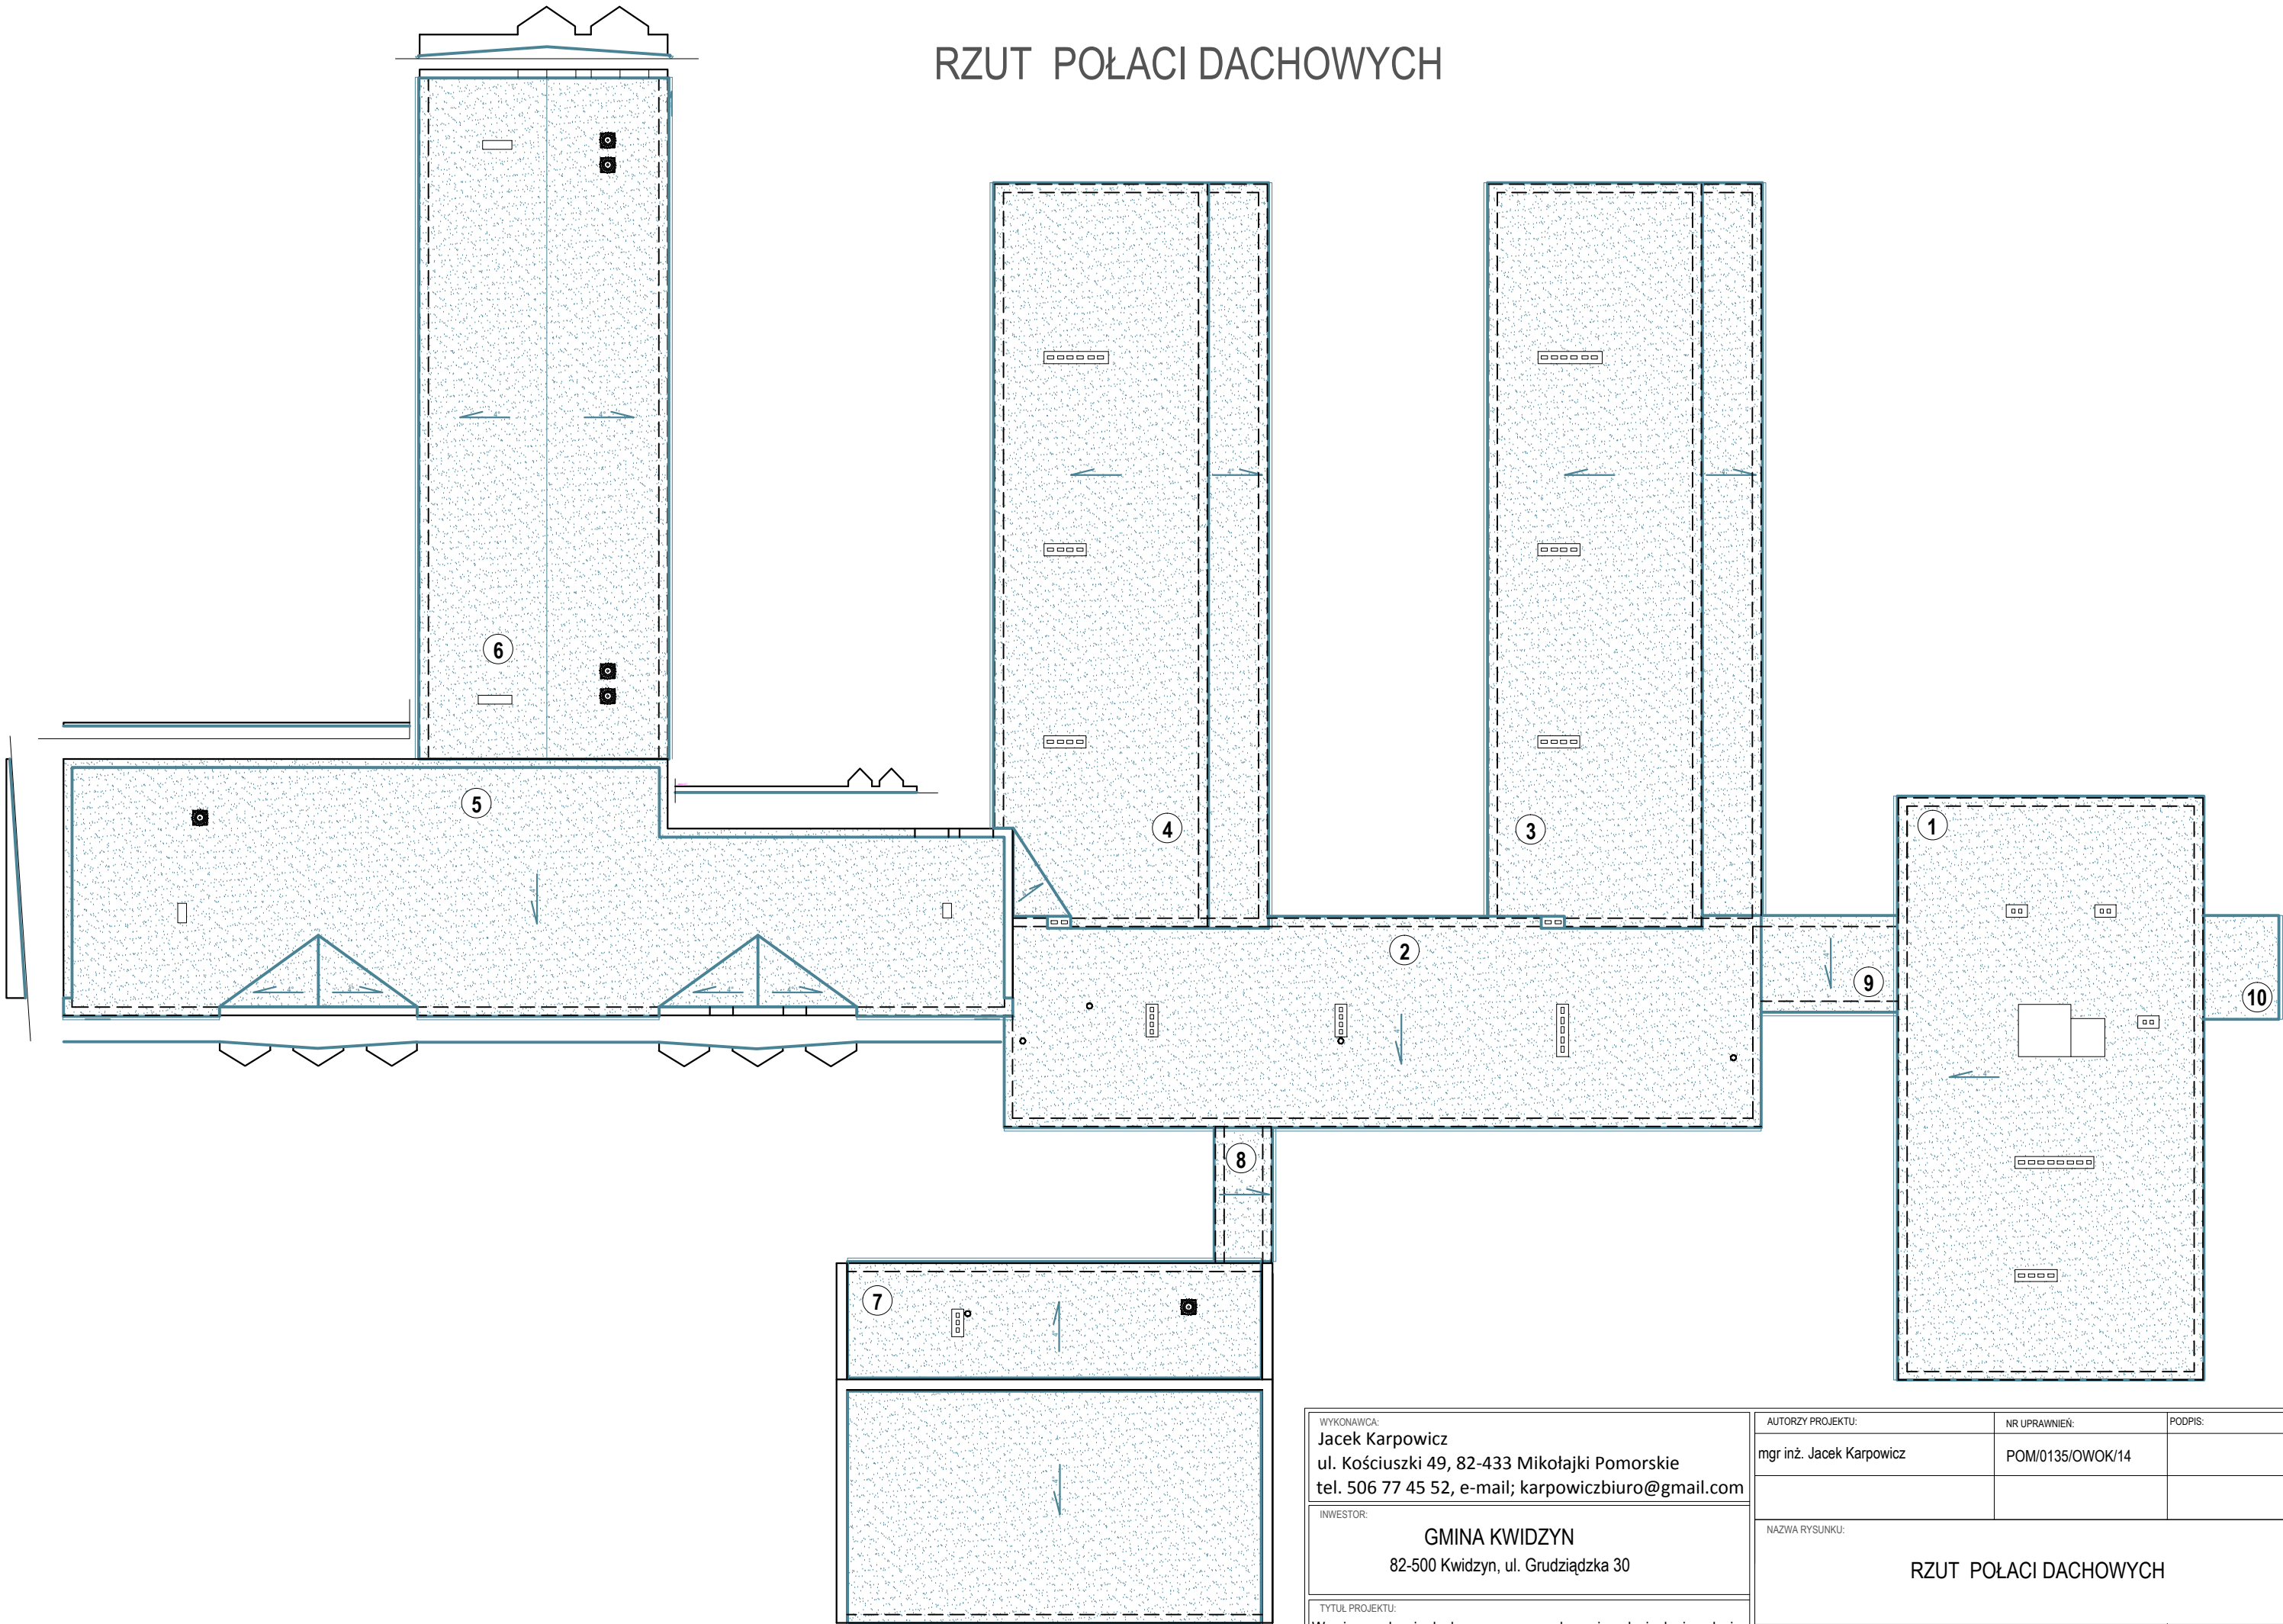 RZUT POŁACI DACHOWYCH
6
5
4
3
1
2
9
10
8
7
WYKONAWCA:
Jacek Karpowicz
ul. Kościuszki 49, 82-433 Mikołajki Pomorskie
tel. 506 77 45 52, e-mail; karpowiczbiuro@gmail.com
INWESTOR:
GMINA KWIDZYN
82-500 Kwidzyn, ul. Grudziądzka 30
TYTUŁ PROJEKTU:
AUTORZY PROJEKTU:
NR UPRAWNIEŃ:
PODPIS:
mgr inż. Jacek Karpowicz
POM/0135/OWOK/14
NAZWA RYSUNKU:
RZUT POŁACI DACHOWYCH